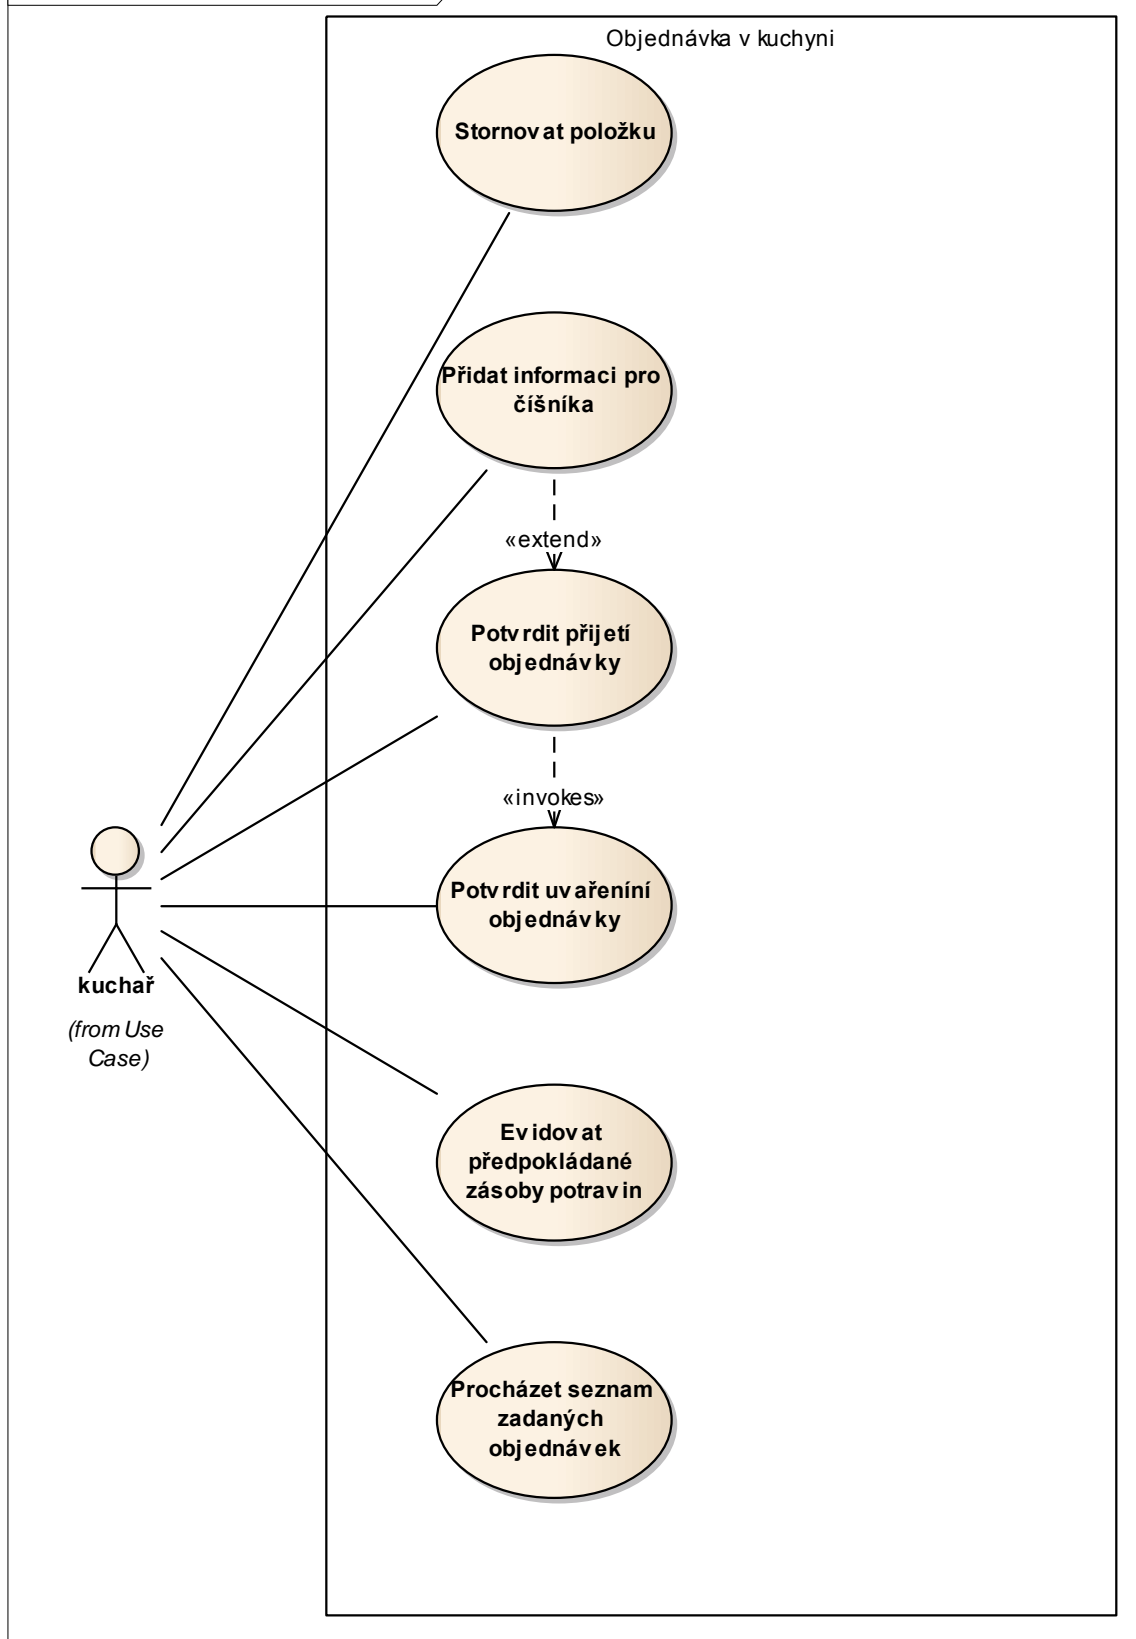 Objednávka v kuchyni
Stornovat položku
Přidat informaci pro
číšníka
«extend»
Potvrdit přijetí
objednávky
«invokes»
Potvrdit uvařeníní
objednávky
kuchař
(from Use
Case)
Evidovat
předpokládané
zásoby potravin
Procházet seznam
zadaných
objednávek